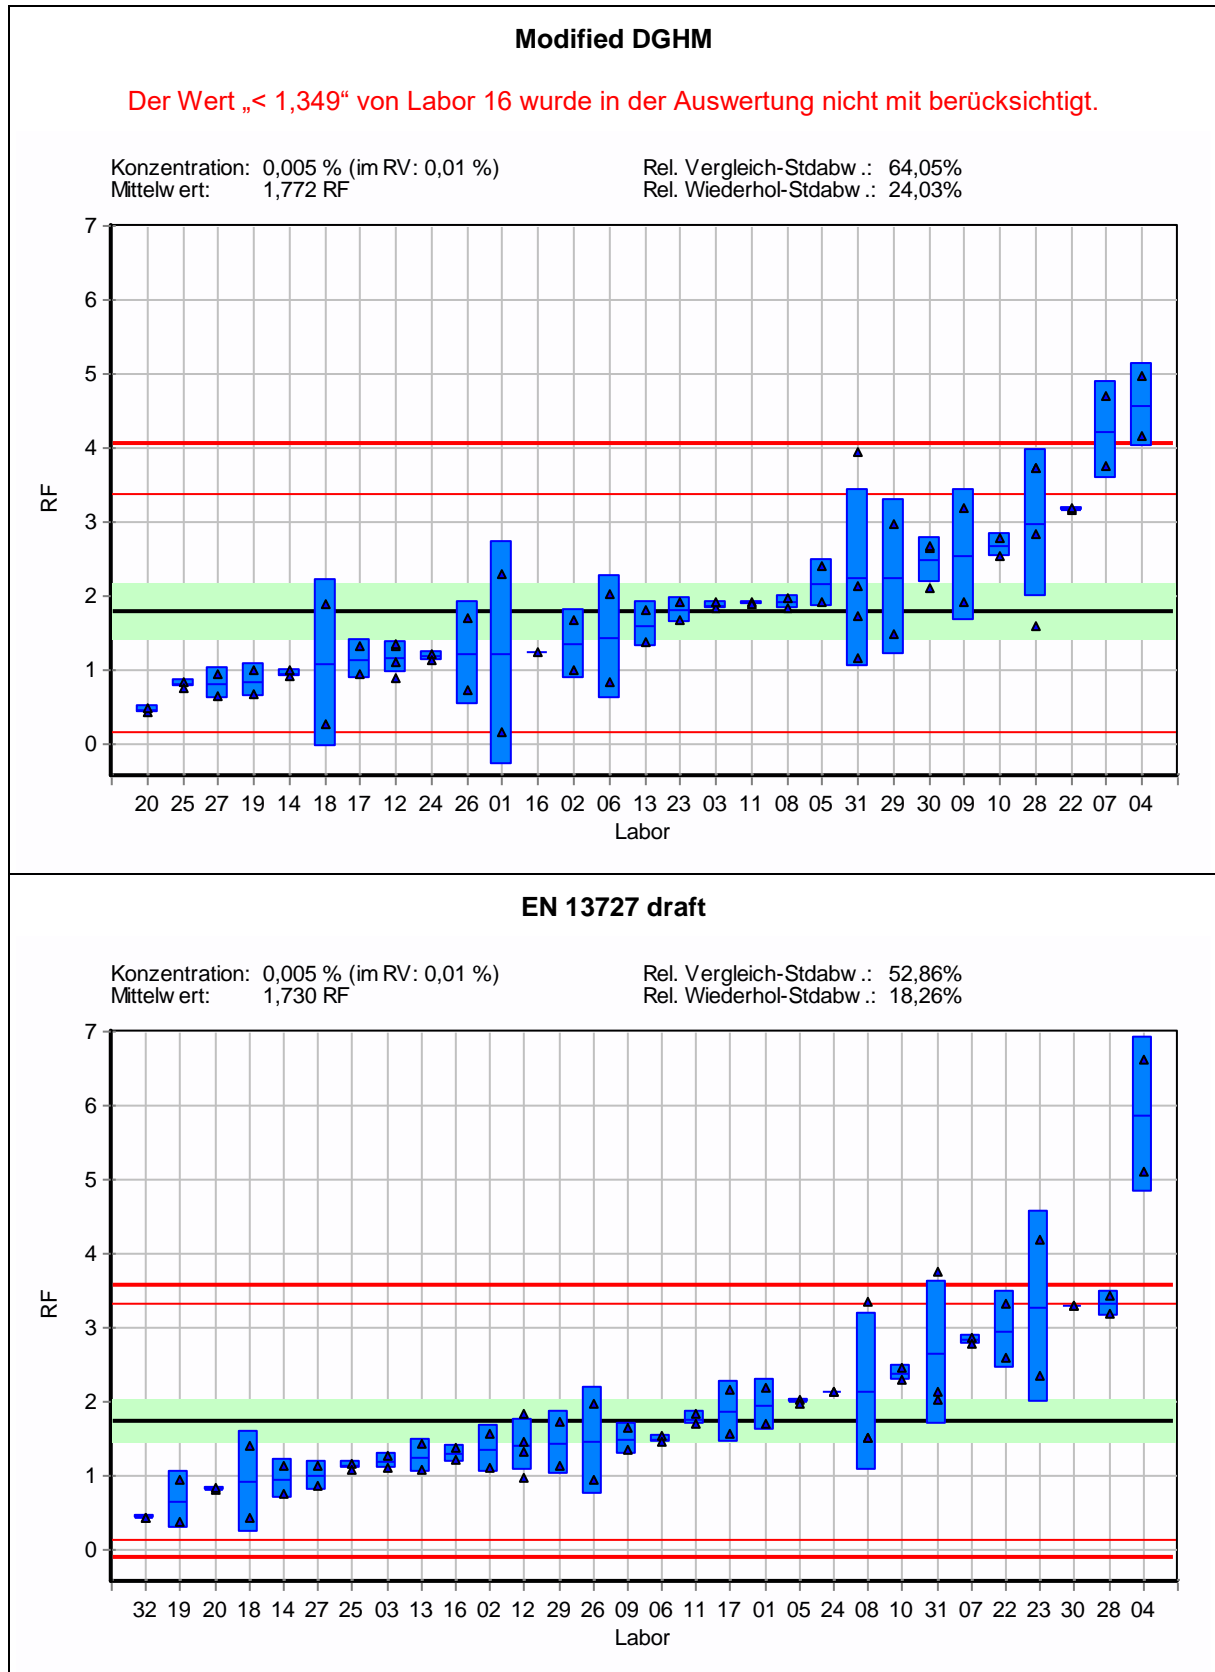 Modified DGHM
Der Wert „< 1,349“ von Labor 16 wurde in der Auswertung nicht mit berücksichtigt.
Konzentration: 0,005 % (im RV: 0,01 %) Rel. Vergleich-Stdabw.: 64,05%
Mittelwert: 1,772 RF Rel. Wiederhol-Stdabw.: 24,03%
7
6
5
4
3
2
1
0
RF
20 25 27 19 14 18 17 12 24 26 01 16 02 06 13 23 03 11 08 05 31 29 30 09 10 28 22 07 04
Labor
EN 13727 draft
Konzentration: 0,005 % (im RV: 0,01 %) Rel. Vergleich-Stdabw.: 52,86%
Mittelwert: 1,730 RF Rel. Wiederhol-Stdabw.: 18,26%
7
6
5
4
3
2
1
0
RF
32 19 20 18 14 27 25 03 13 16 02 12 29 26 09 06 11 17 01 05 24 08 10 31 07 22 23 30 28 04
Labor